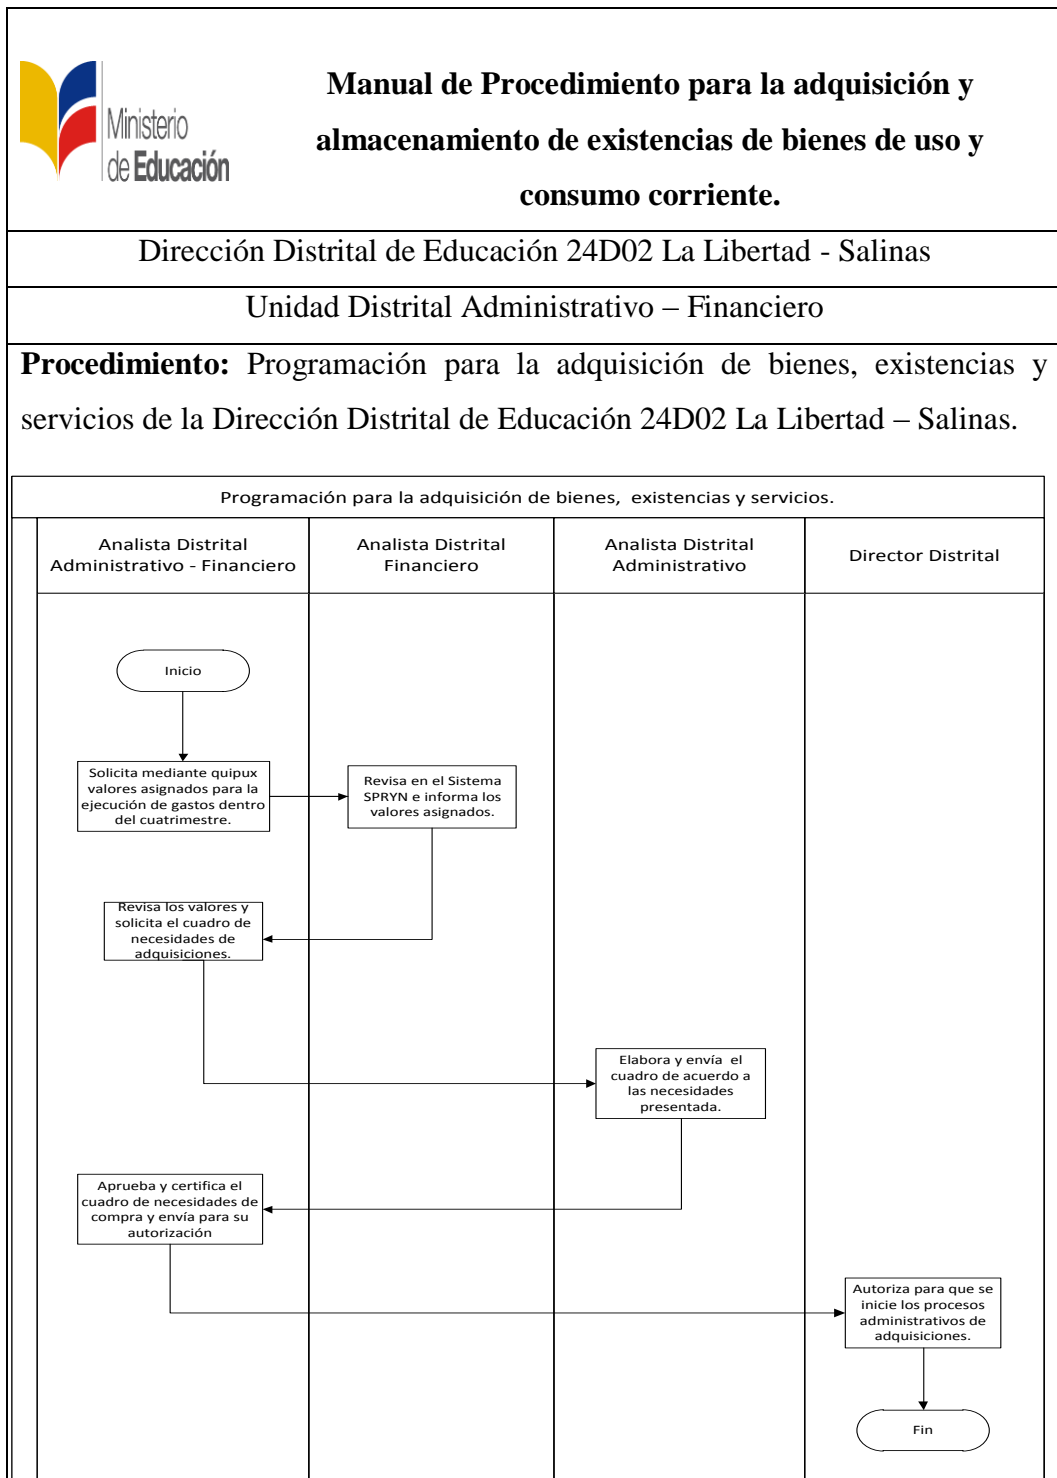 Ministerio
de Educación
Manual de Procedimiento para la adquisición y
almacenamiento de existencias de bienes de uso y
consumo corriente.
Dirección Distrital de Educación 24D02 La Libertad - Salinas
Unidad Distrital Administrativo – Financiero
Procedimiento: Programación para la adquisición de bienes, existencias y
servicios de la Dirección Distrital de Educación 24D02 La Libertad – Salinas.
Programación para la adquisición de bienes, existencias y servicios.
Analista Distrital
Administrativo - Financiero
Analista Distrital
Financiero
Analista Distrital
Administrativo
Director Distrital
Inicio
Solicita mediante quipux
valores asignados para la
ejecución de gastos dentro
del cuatrimestre.
Revisa en el Sistema
SPRYN e informa los
valores asignados.
Revisa los valores y
solicita el cuadro de
necesidades de
adquisiciones.
Elabora y envía el
cuadro de acuerdo a
las necesidades
presentada.
Aprueba y certifica el
cuadro de necesidades de
compra y envía para su
autorización
Autoriza para que se
inicie los procesos
administrativos de
adquisiciones.
Fin